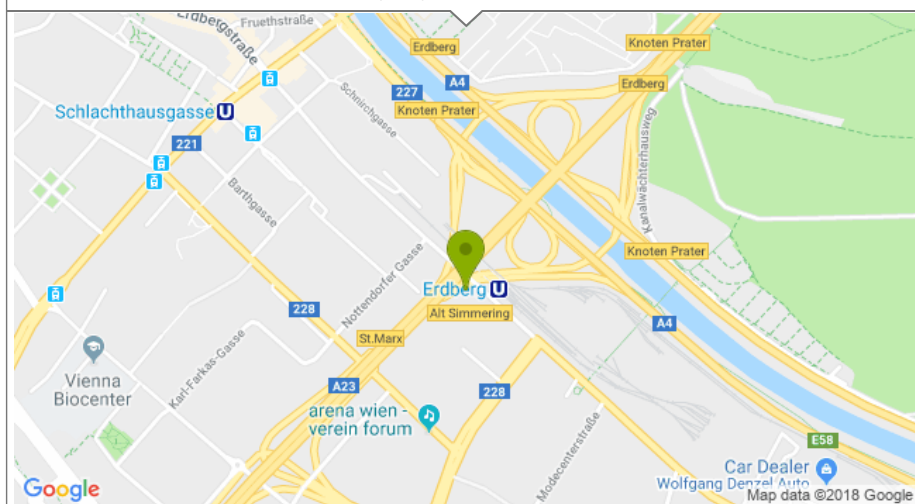 Fruethstraße
Erdbergstraße
Erdberg
Knoten Prater
A4
227
Erdberg
Schnirchgasse
Knoten Prater
Schlachthausgasse U
Kanalwächterhausweg
221
Barthgasse
Nottendorfer Gasse
Knoten Prater
Erdberg U
Alt Simmering
228
A4
St.Marx
Karl-Farkas-Gasse
Vienna
Biocenter
A23
228
arena wien -
verein forum
Modecenterstraße
E58
Car Dealer
Wolfgang Denzel Auto
Google
Map data ©2018 Google